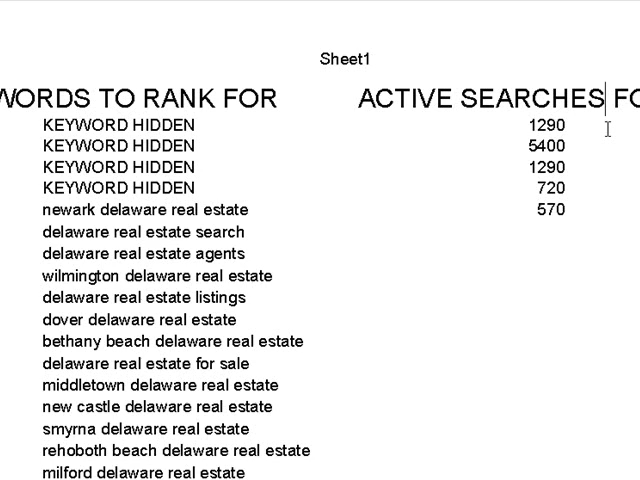 Sheet1
WORDS TO RANK FOR ACTIVE SEARCHES FO
KEYWORD HIDDEN 1290
KEYWORD HIDDEN 5400
KEYWORD HIDDEN 1290
KEYWORD HIDDEN 720
newark delaware real estate 570
delaware real estate search
delaware real estate agents
wilmington delaware real estate
delaware real estate listings
dover delaware real estate
bethany beach delaware real estate
delaware real estate for sale
middletown delaware real estate
new castle delaware real estate
smyrna delaware real estate
rehoboth beach delaware real estate
milford delaware real estate